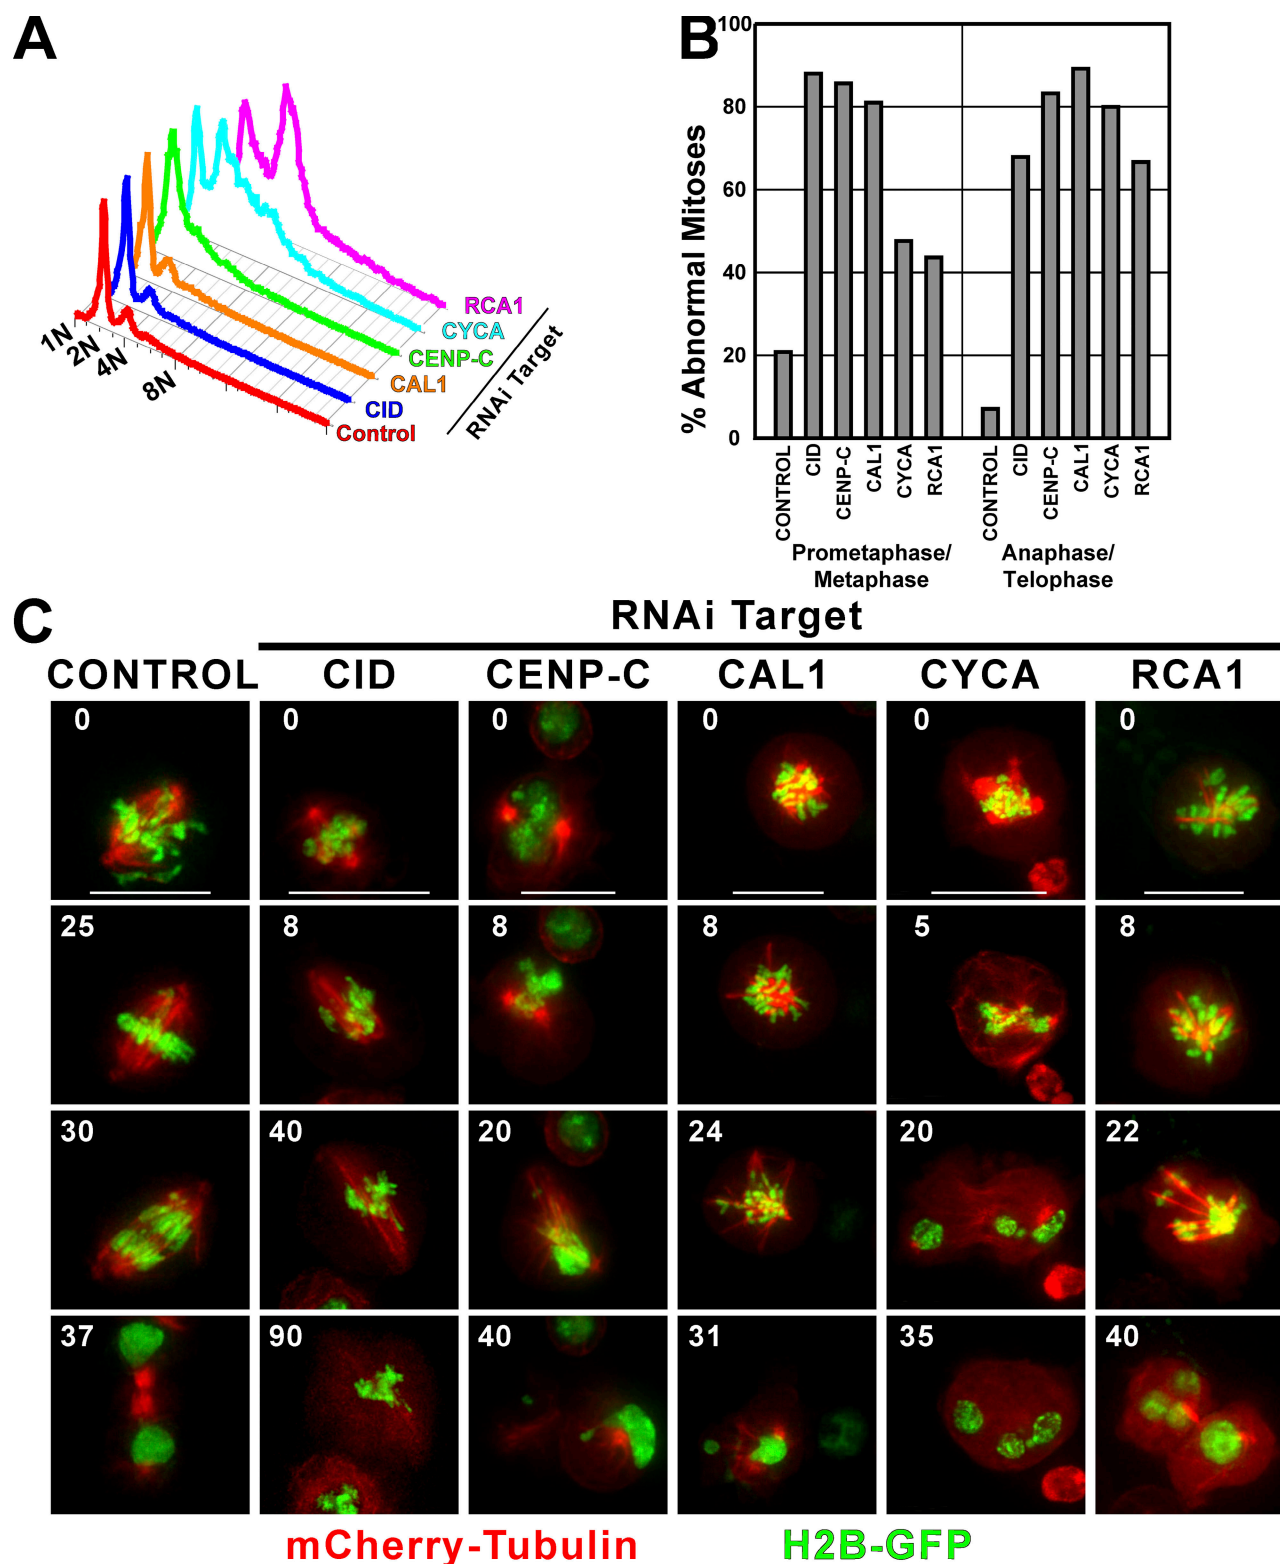 A
1N
2N
4N
8N
RCA1
CYCA
CENP-C
CAL1
CID
Control
RNAi Target
B
% Abnormal Mitoses
100
80
60
40
20
0
CONTROL
CID
CENP-C
CAL1
CYCA
RCA1
CONTROL
CID
CENP-C
CAL1
CYCA
RCA1
Prometaphase/
Metaphase
Anaphase/
Telophase
C
RNAi Target
CONTROL CID CENP-C CAL1 CYCA RCA1
0 0 0 0 0 0
25 8 8 8 5 8
30 40 20 24 20 22
37 90 40 31 35 40
mCherry-Tubulin H2B-GFP